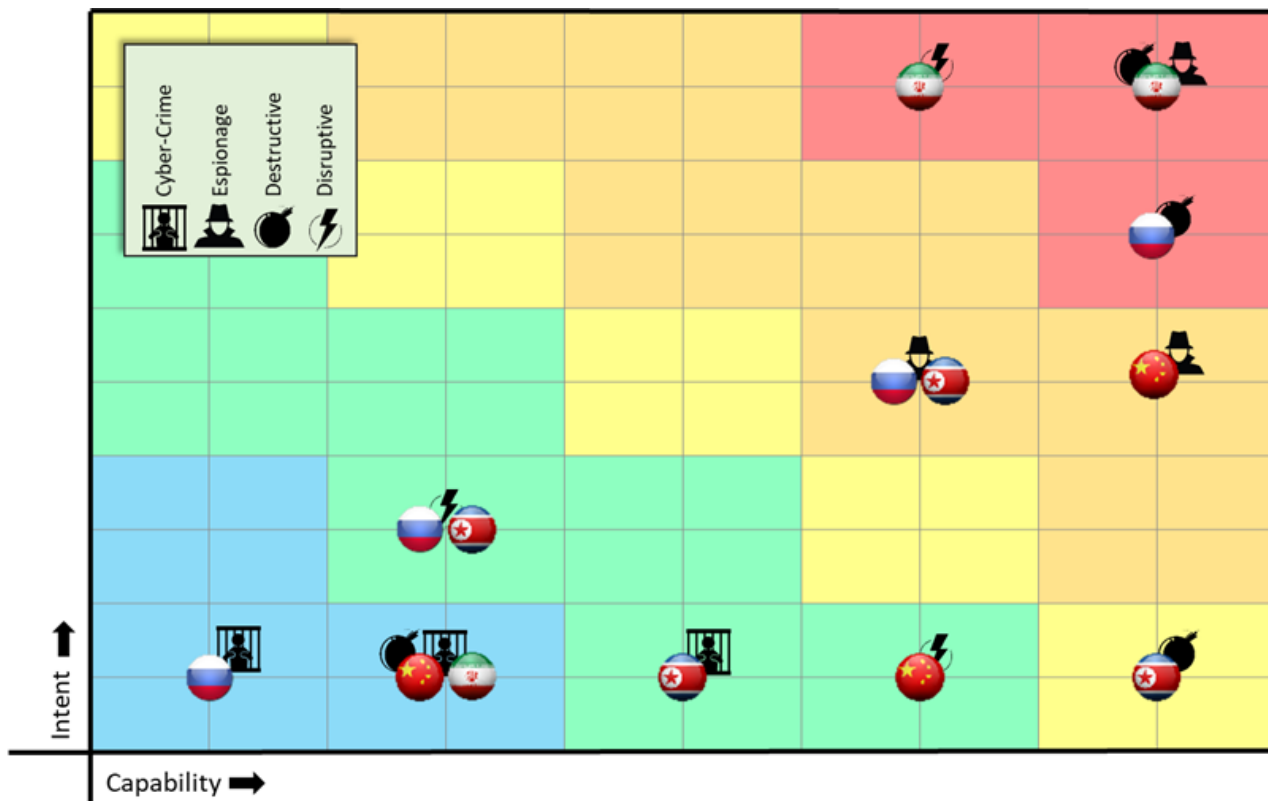 Cyber-Crime
Espionage
Destructive
Disruptive
Intent
Capability